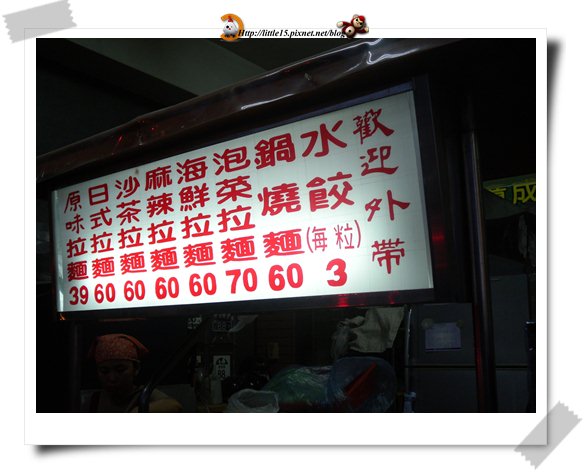 Http://little15.pixnet.net/blog
歡迎外帶
水餃(每粒)3
鍋燒麵60
泡菜拉麵70
海鮮拉麵60
麻辣拉麵60
沙茶拉麵60
日式拉麵60
原味拉麵39
成